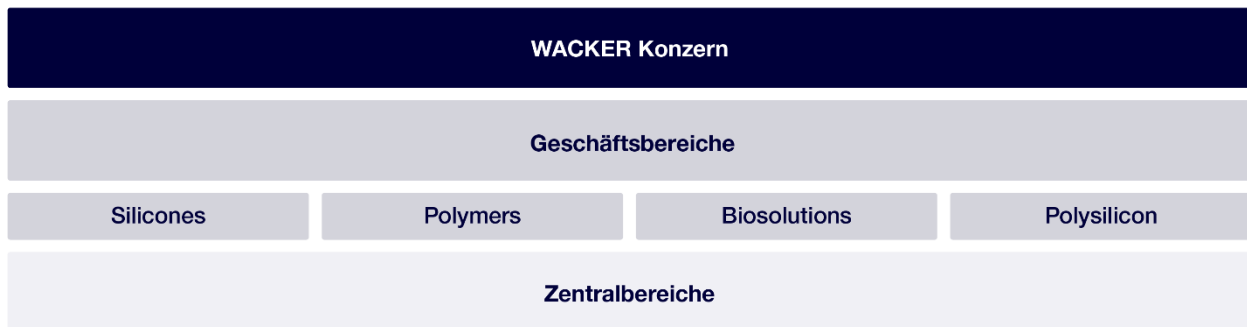 WACKER Konzern
Geschäftsbereiche
Silicones
Polymers
Biosolutions
Polysilicon
Zentralbereiche